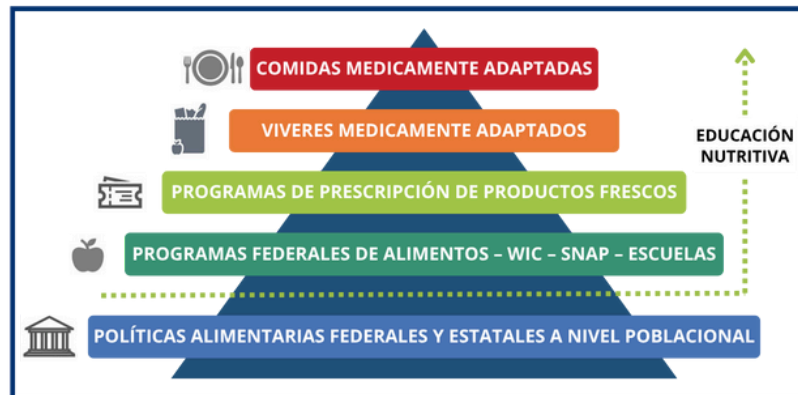 COMIDAS MEDICAMENTE ADAPTADAS
VIVERES MEDICAMENTE ADAPTADOS
EDUCACIÓN
NUTRITIVA
PROGRAMAS DE PRESCRIPCIÓN DE PRODUCTOS FRESCOS
PROGRAMAS FEDERALES DE ALIMENTOS – WIC – SNAP – ESCUELAS
POLÍTICAS ALIMENTARIAS FEDERALES Y ESTATALES A NIVEL POBLACIONAL